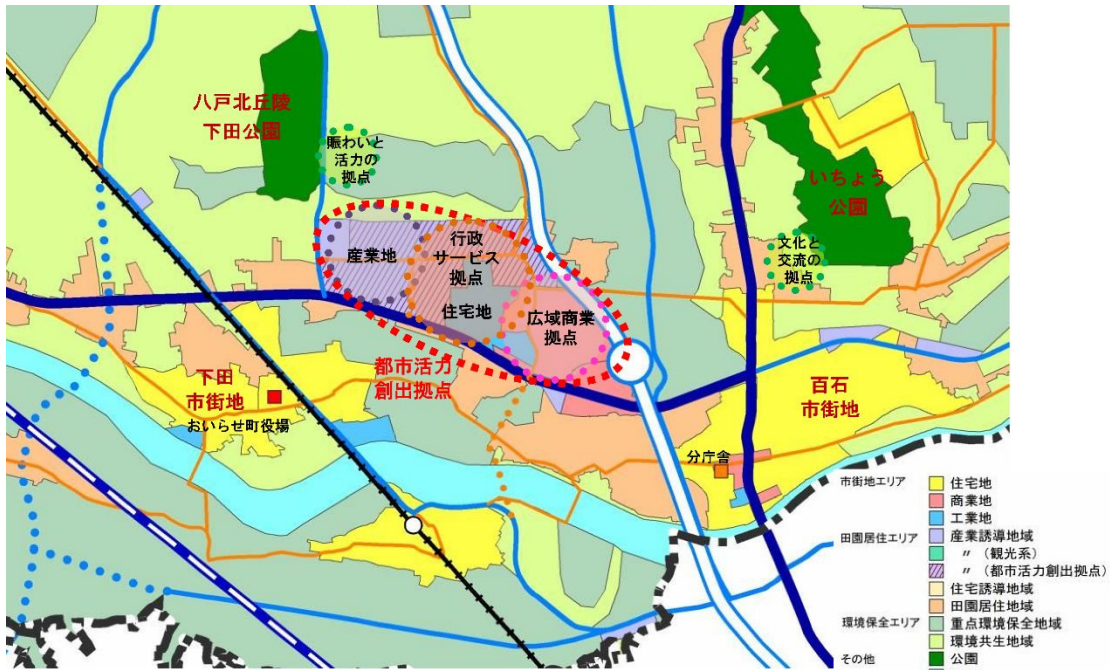 八戸北丘陵
下田公園
賑わいと
活力の
拠点
いちょう
公園
文化と
交流の
拠点
産業地
行政
サービス
拠点
住宅地
広域商業
拠点
都市活力
創出拠点
下田
市街地
おいらせ町役場
百石
市街地
分庁舎
市街地エリア
住宅地
商業地
工業地
産業誘導地域
〃（観光系）
〃（都市活力創出拠点）
田園居住エリア
住宅誘導地域
田園居住地域
環境保全エリア
重点環境保全地域
環境共生地域
その他
公園